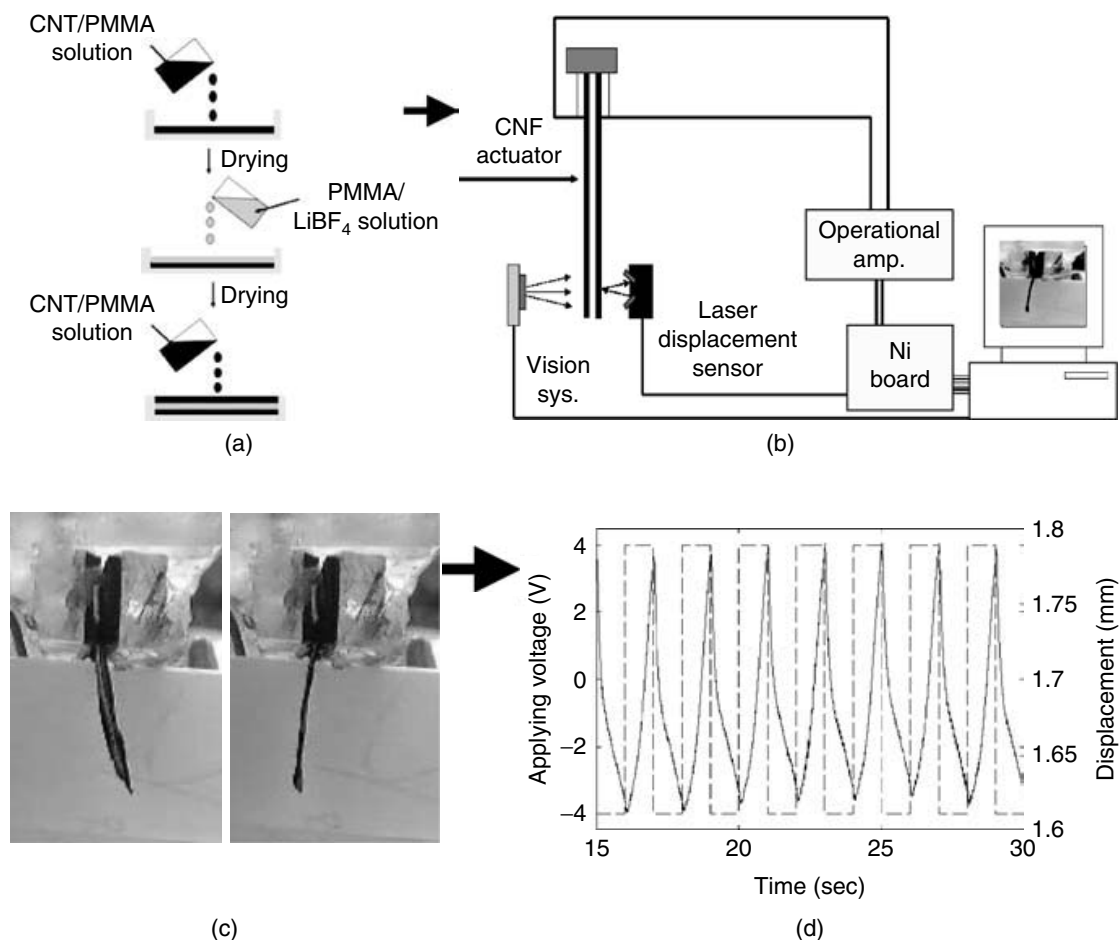 CNT/PMMA
solution
Drying
PMMA/
LiBF₄ solution
Drying
CNT/PMMA
solution
(a)
CNF
actuator
Operational
amp.
Laser
displacement
sensor
Ni
board
Vision
sys.
(b)
(c)
Applying voltage (V)
4
2
0
−2
−4
1.8
1.75
1.7
1.65
1.6
Displacement (mm)
15
20
25
30
Time (sec)
(d)